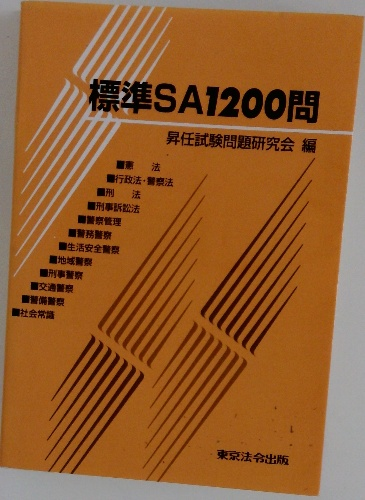 標準SA1200問
昇任試験問題研究会 編
■憲　法
■行政法・警察法
■刑　法
■刑事訴訟法
■警察管理
■警務警察
■生活安全警察
■地域警察
■刑事警察
■交通警察
■警備警察
■社会常識
東京法令出版